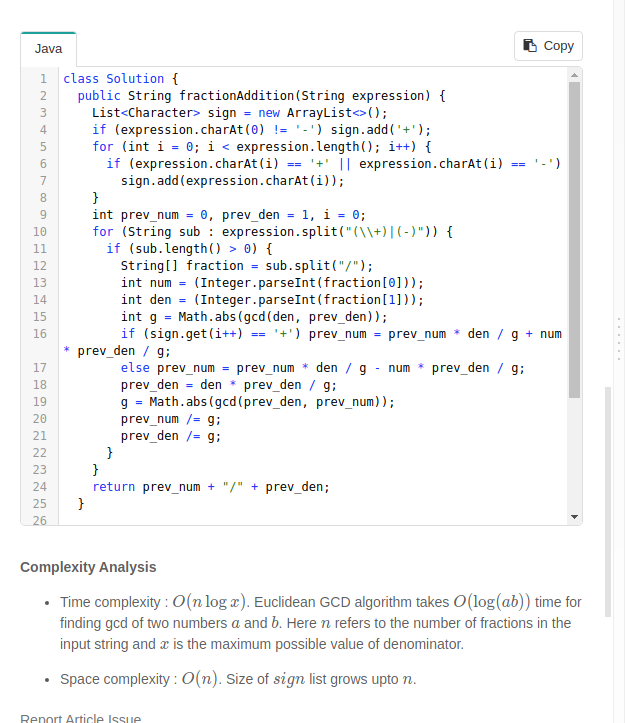 Java
Copy
1 class Solution {
2 public String fractionAddition(String expression) {
3 List<Character> sign = new ArrayList<>();
4 if (expression.charAt(0) != '-') sign.add('+');
5 for (int i = 0; i < expression.length(); i++) {
6 if (expression.charAt(i) == '+' || expression.charAt(i) == '-')
7 sign.add(expression.charAt(i));
8 }
9 int prev_num = 0, prev_den = 1, i = 0;
10 for (String sub : expression.split("(\\+)|(-)")) {
11 if (sub.length() > 0) {
12 String[] fraction = sub.split("/");
13 int num = (Integer.parseInt(fraction[0]));
14 int den = (Integer.parseInt(fraction[1]));
15 int g = Math.abs(gcd(den, prev_den));
16 if (sign.get(i++) == '+') prev_num = prev_num * den / g + num
* prev_den / g;
17 else prev_num = prev_num * den / g - num * prev_den / g;
18 prev_den = den * prev_den / g;
19 g = Math.abs(gcd(prev_den, prev_num));
20 prev_num /= g;
21 prev_den /= g;
22 }
23 }
24 return prev_num + "/" + prev_den;
25 }
26
Complexity Analysis
• Time complexity : O(n log x). Euclidean GCD algorithm takes O(log(ab)) time for
finding gcd of two numbers a and b. Here n refers to the number of fractions in the
input string and x is the maximum possible value of denominator.
• Space complexity : O(n). Size of sign list grows upto n.
Report Article Issue